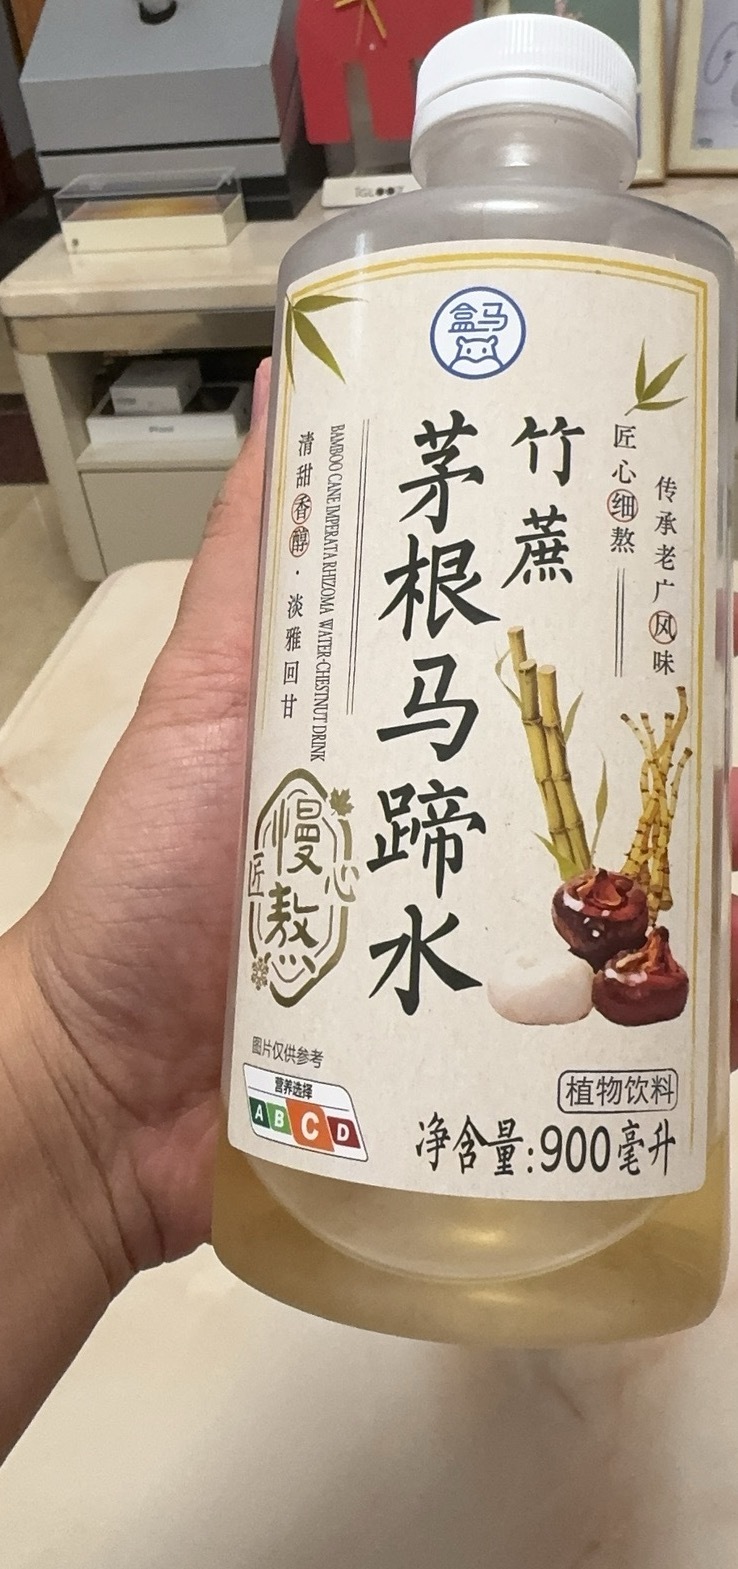 盒马
竹蔗
茅根马蹄水
匠心细熬
传承老广风味
BAMBOO CANE IMPERATA RHIZOMA WATER-CHESTNUT DRINK
清甜香醇·淡雅回甘
慢熬
匠心
图片仅供参考
营养选择
A B C D
植物饮料
净含量:900毫升